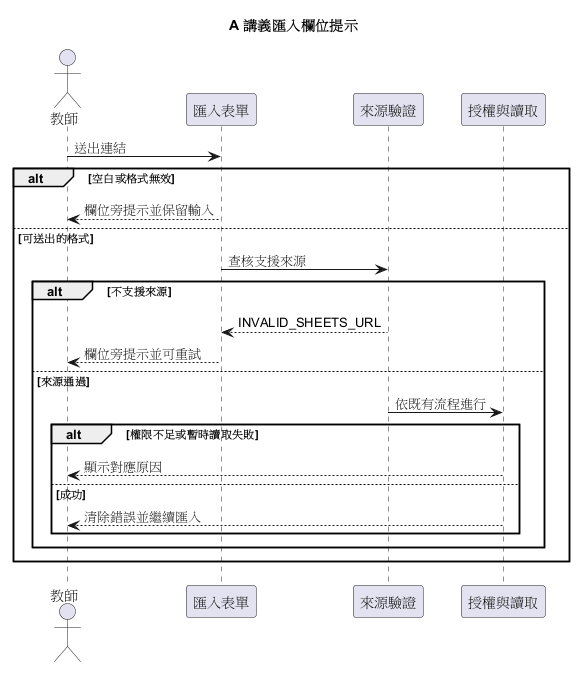 A 講義匯入欄位提示
教師
匯入表單
來源驗證
授權與讀取
送出連結
alt [空白或格式無效]
欄位旁提示並保留輸入
[可送出的格式]
查核支援來源
alt [不支援來源]
INVALID_SHEETS_URL
欄位旁提示並可重試
[來源通過]
依既有流程進行
alt [權限不足或暫時讀取失敗]
顯示對應原因
[成功]
清除錯誤並繼續匯入
教師
匯入表單
來源驗證
授權與讀取